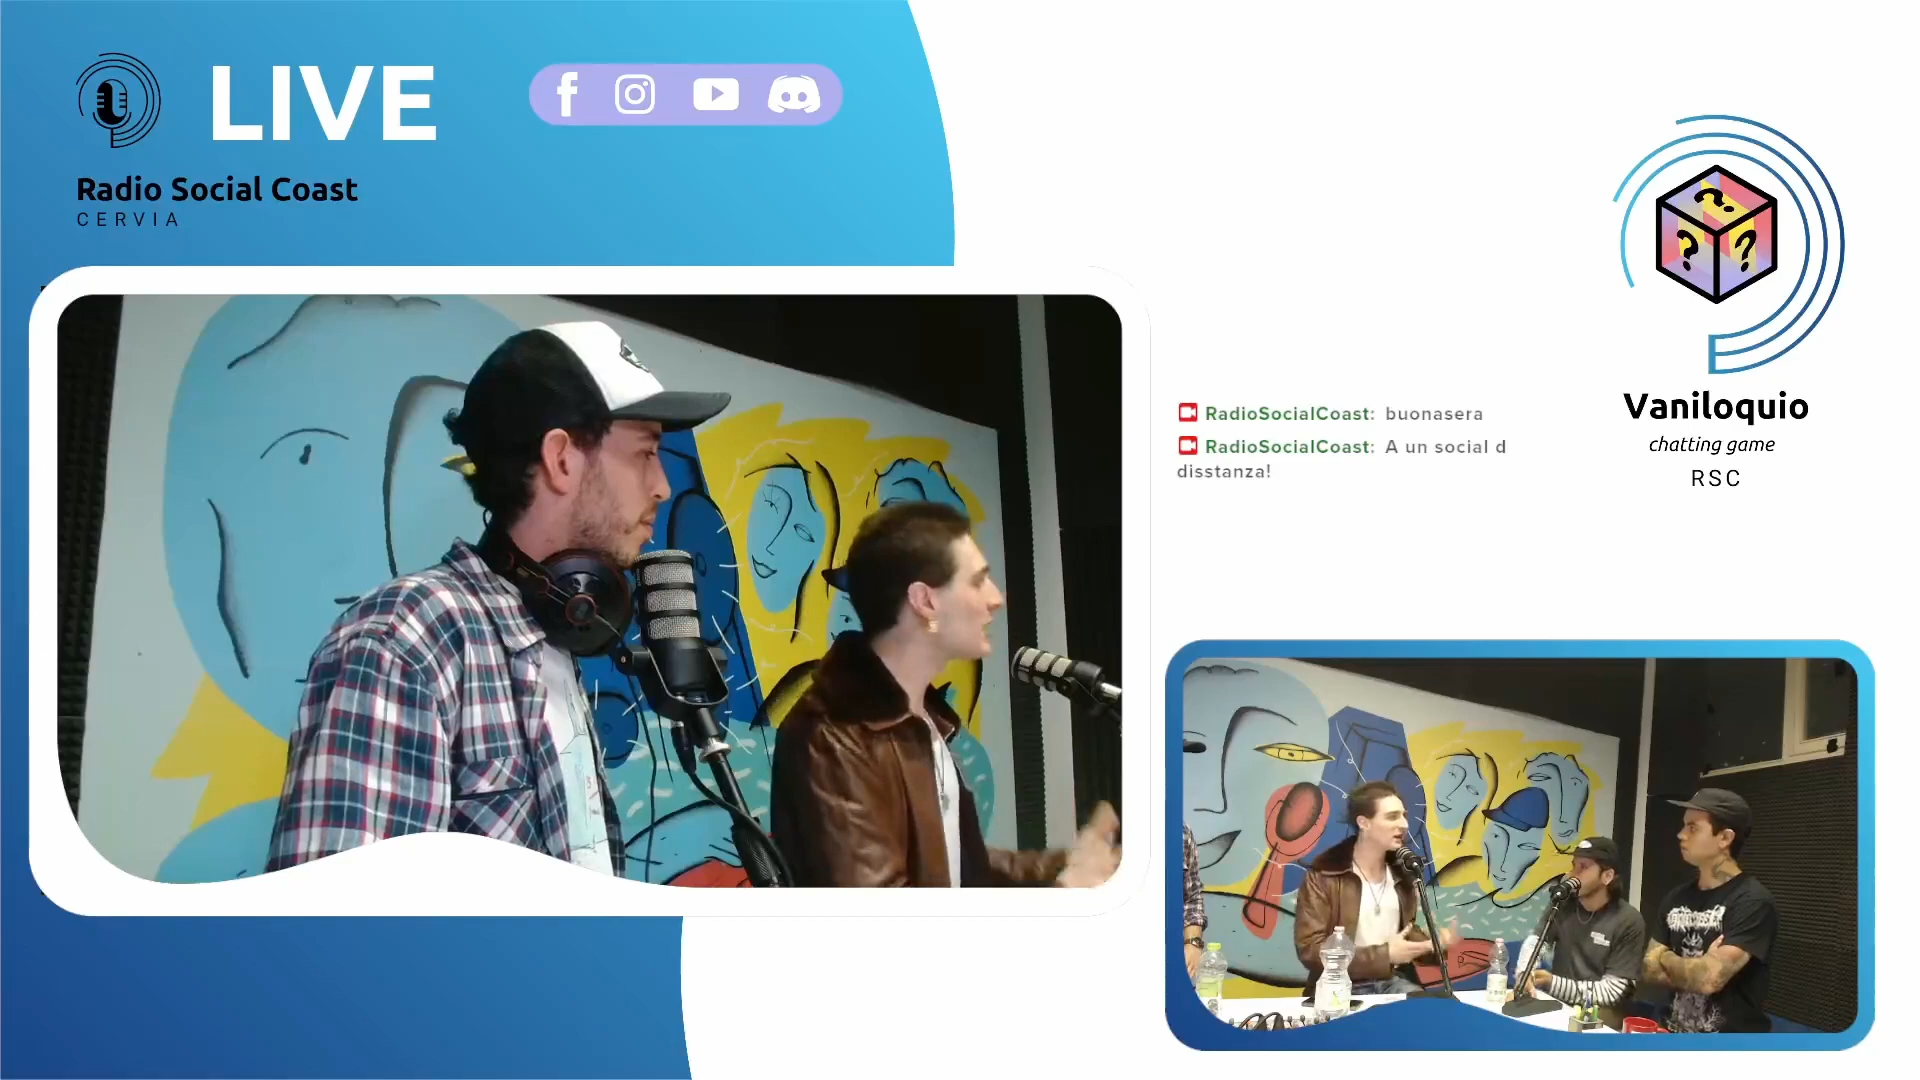 LIVE
Radio Social Coast
CERVIA
RadioSocialCoast: buonasera
RadioSocialCoast: A un social d
disstanza!
? ? ?
Vaniloquio
chatting game
RSC